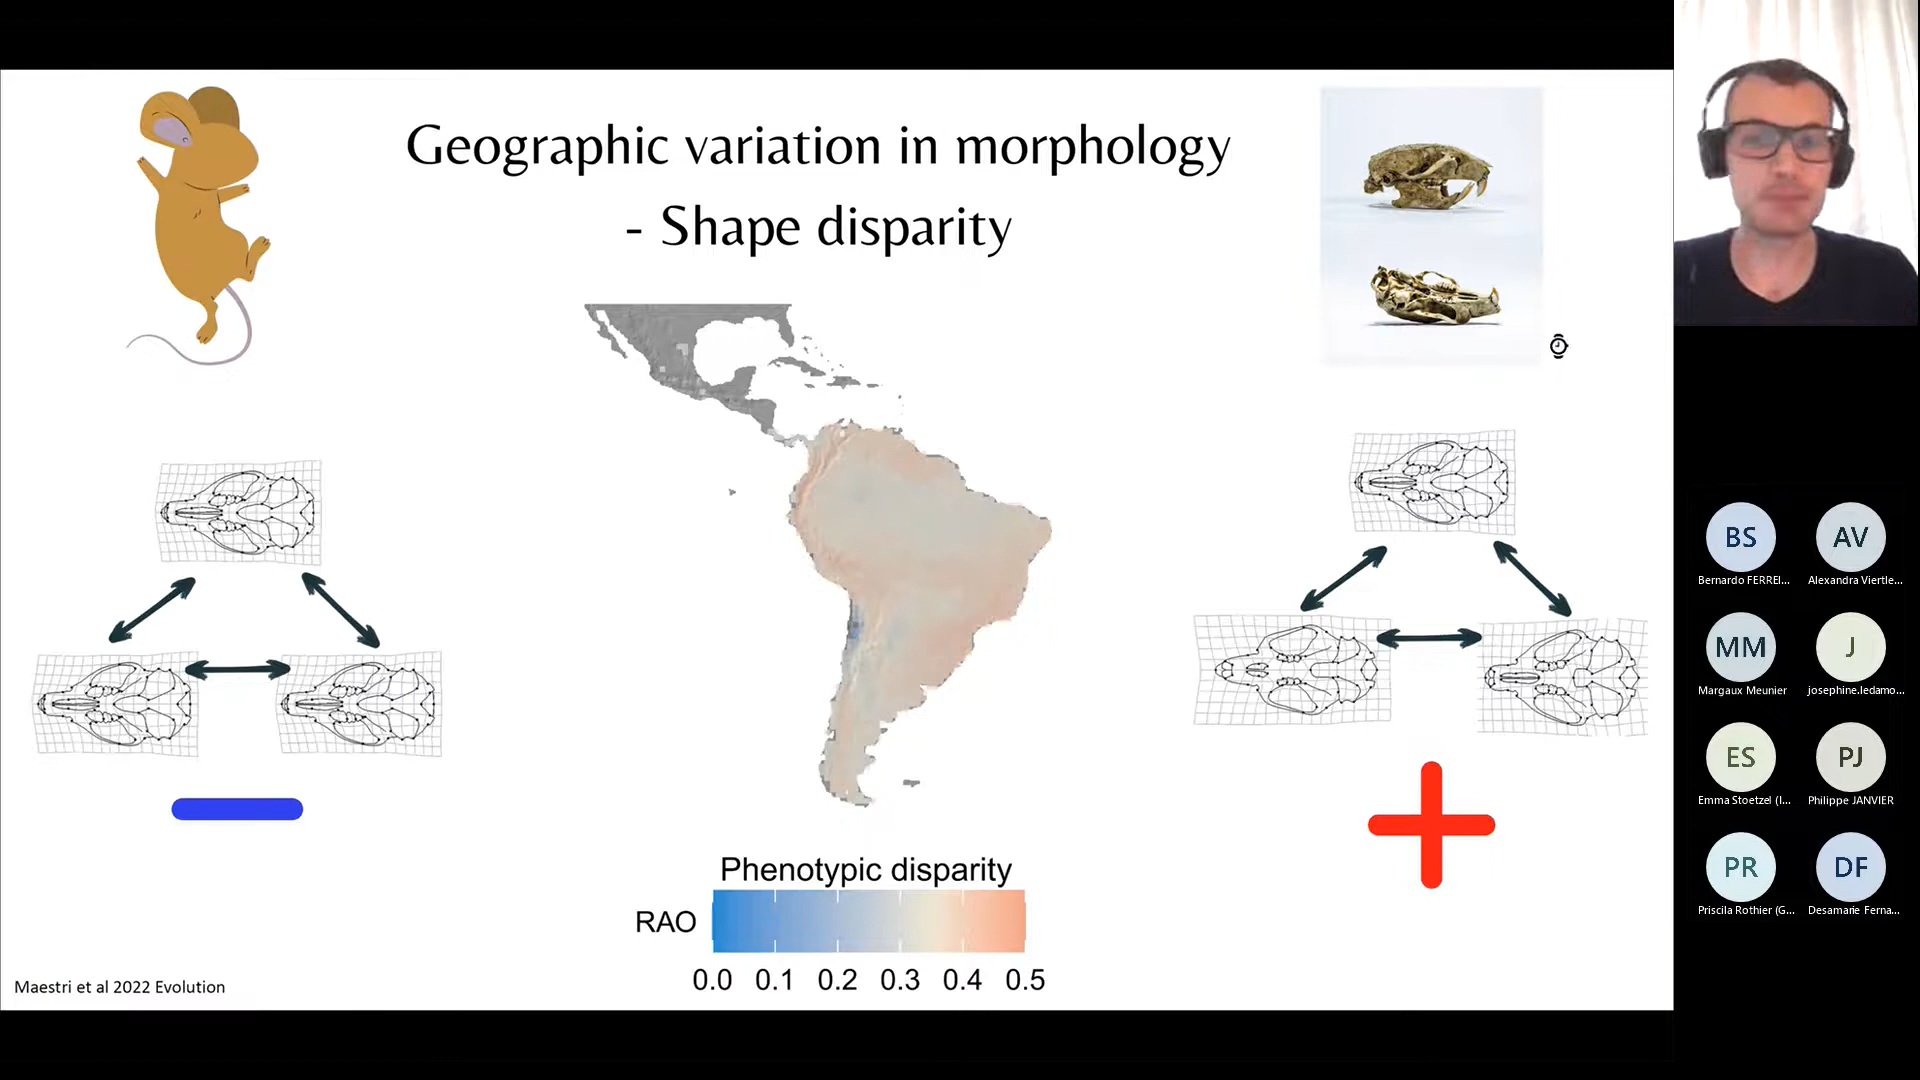 Geographic variation in morphology
- Shape disparity
Phenotypic disparity
RAO
0.0 0.1 0.2 0.3 0.4 0.5
Maestri et al 2022 Evolution
BS
Bernardo FERREI...
AV
Alexandra Viertle...
MM
Margaux Meunier
J
josephine.ledamo...
ES
Emma Stoetzel (I...
PJ
Philippe JANVIER
PR
Priscila Rothier (G...
DF
Desamarie Ferna...